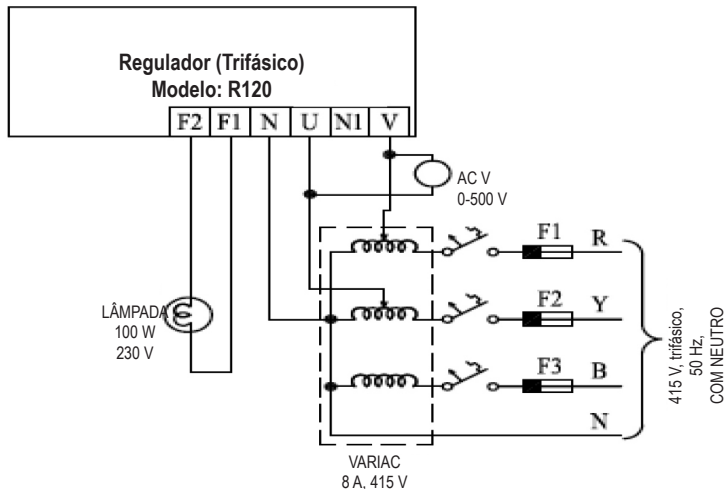 Regulador (Trifásico)
Modelo: R120
F2 F1 N U N1 V
AC V
0-500 V
F1 R
LÂMPADA
100 W
230 V
F2 Y
F3 B
N
415 V, trifásico,
50 Hz,
COM NEUTRO
VARIAC
8 A, 415 V